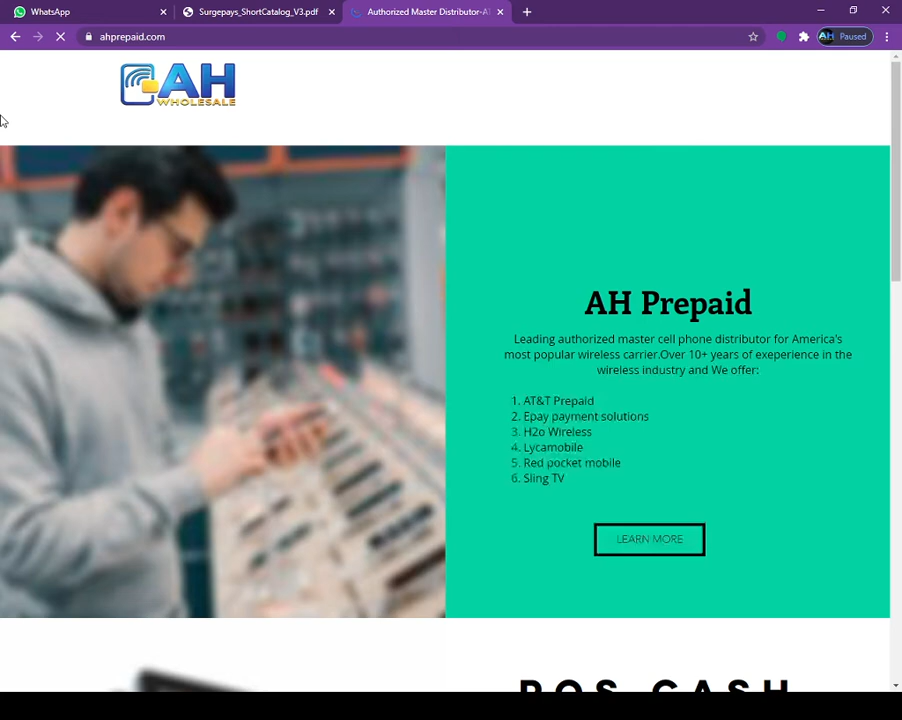 WhatsApp
Surgepays_ShortCatalog_V3.pdf
Authorized Master Distributor-AT
ahprepaid.com
AH
Paused
AH
WHOLESALE
AH Prepaid
Leading authorized master cell phone distributor for America's
most popular wireless carrier.Over 10+ years of exeperience in the
wireless industry and We offer:
1. AT&T Prepaid
2. Epay payment solutions
3. H2o Wireless
4. Lycamobile
5. Red pocket mobile
6. Sling TV
LEARN MORE
POS CASH